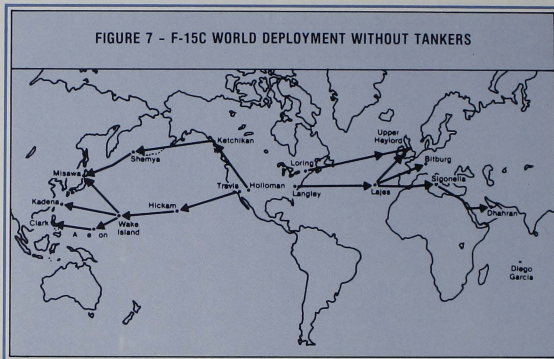 FIGURE 7 - F-15C WORLD DEPLOYMENT WITHOUT TANKERS
Ketchikan
Shemya
Misawa
Kadena
Clark
Wake
Island
Hickam
Travis
Holloman
Loring
Langley
Lajes
Upper
Heyford
Bitburg
Sigonella
Dhahran
Diego
Garcia